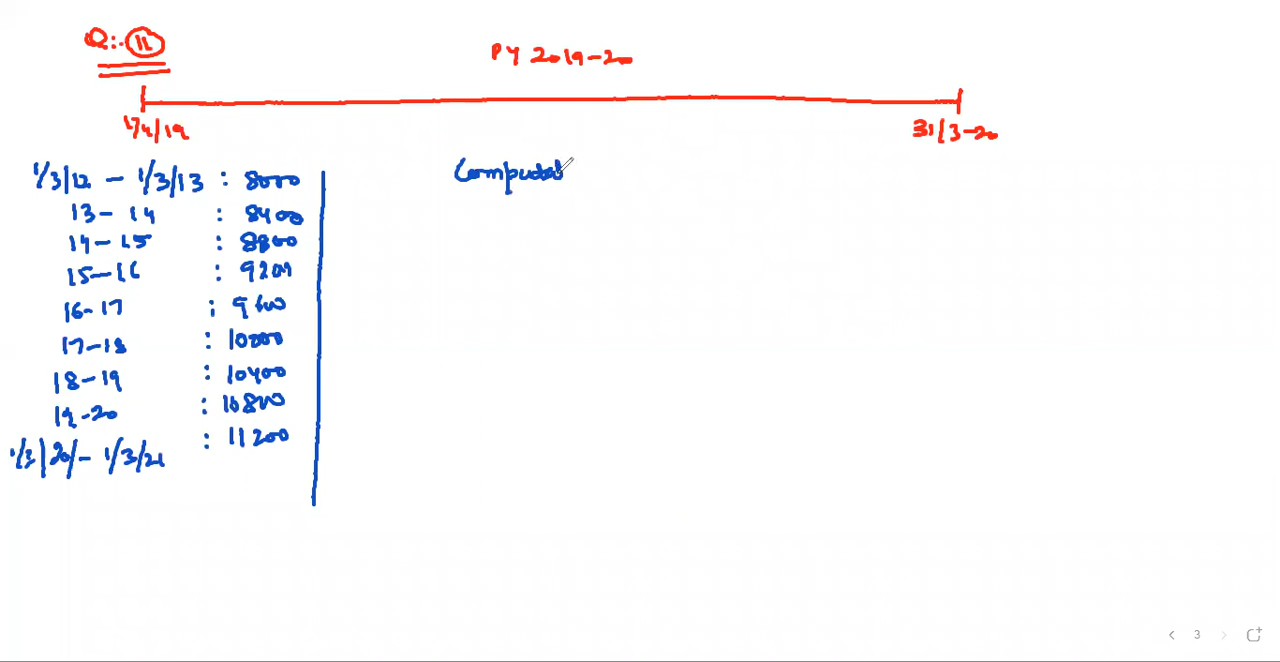 Q:- 11
PY 2019-20
1/4/19
31/3-20
1/3/12 - 1/3/13 : 8000
13-14 : 8400
14-15 : 8800
15-16 : 9200
16-17 : 9600
17-18 : 10000
18-19 : 10400
19-20 : 10800
1/3/20/- 1/3/21 : 11200
Computat
3